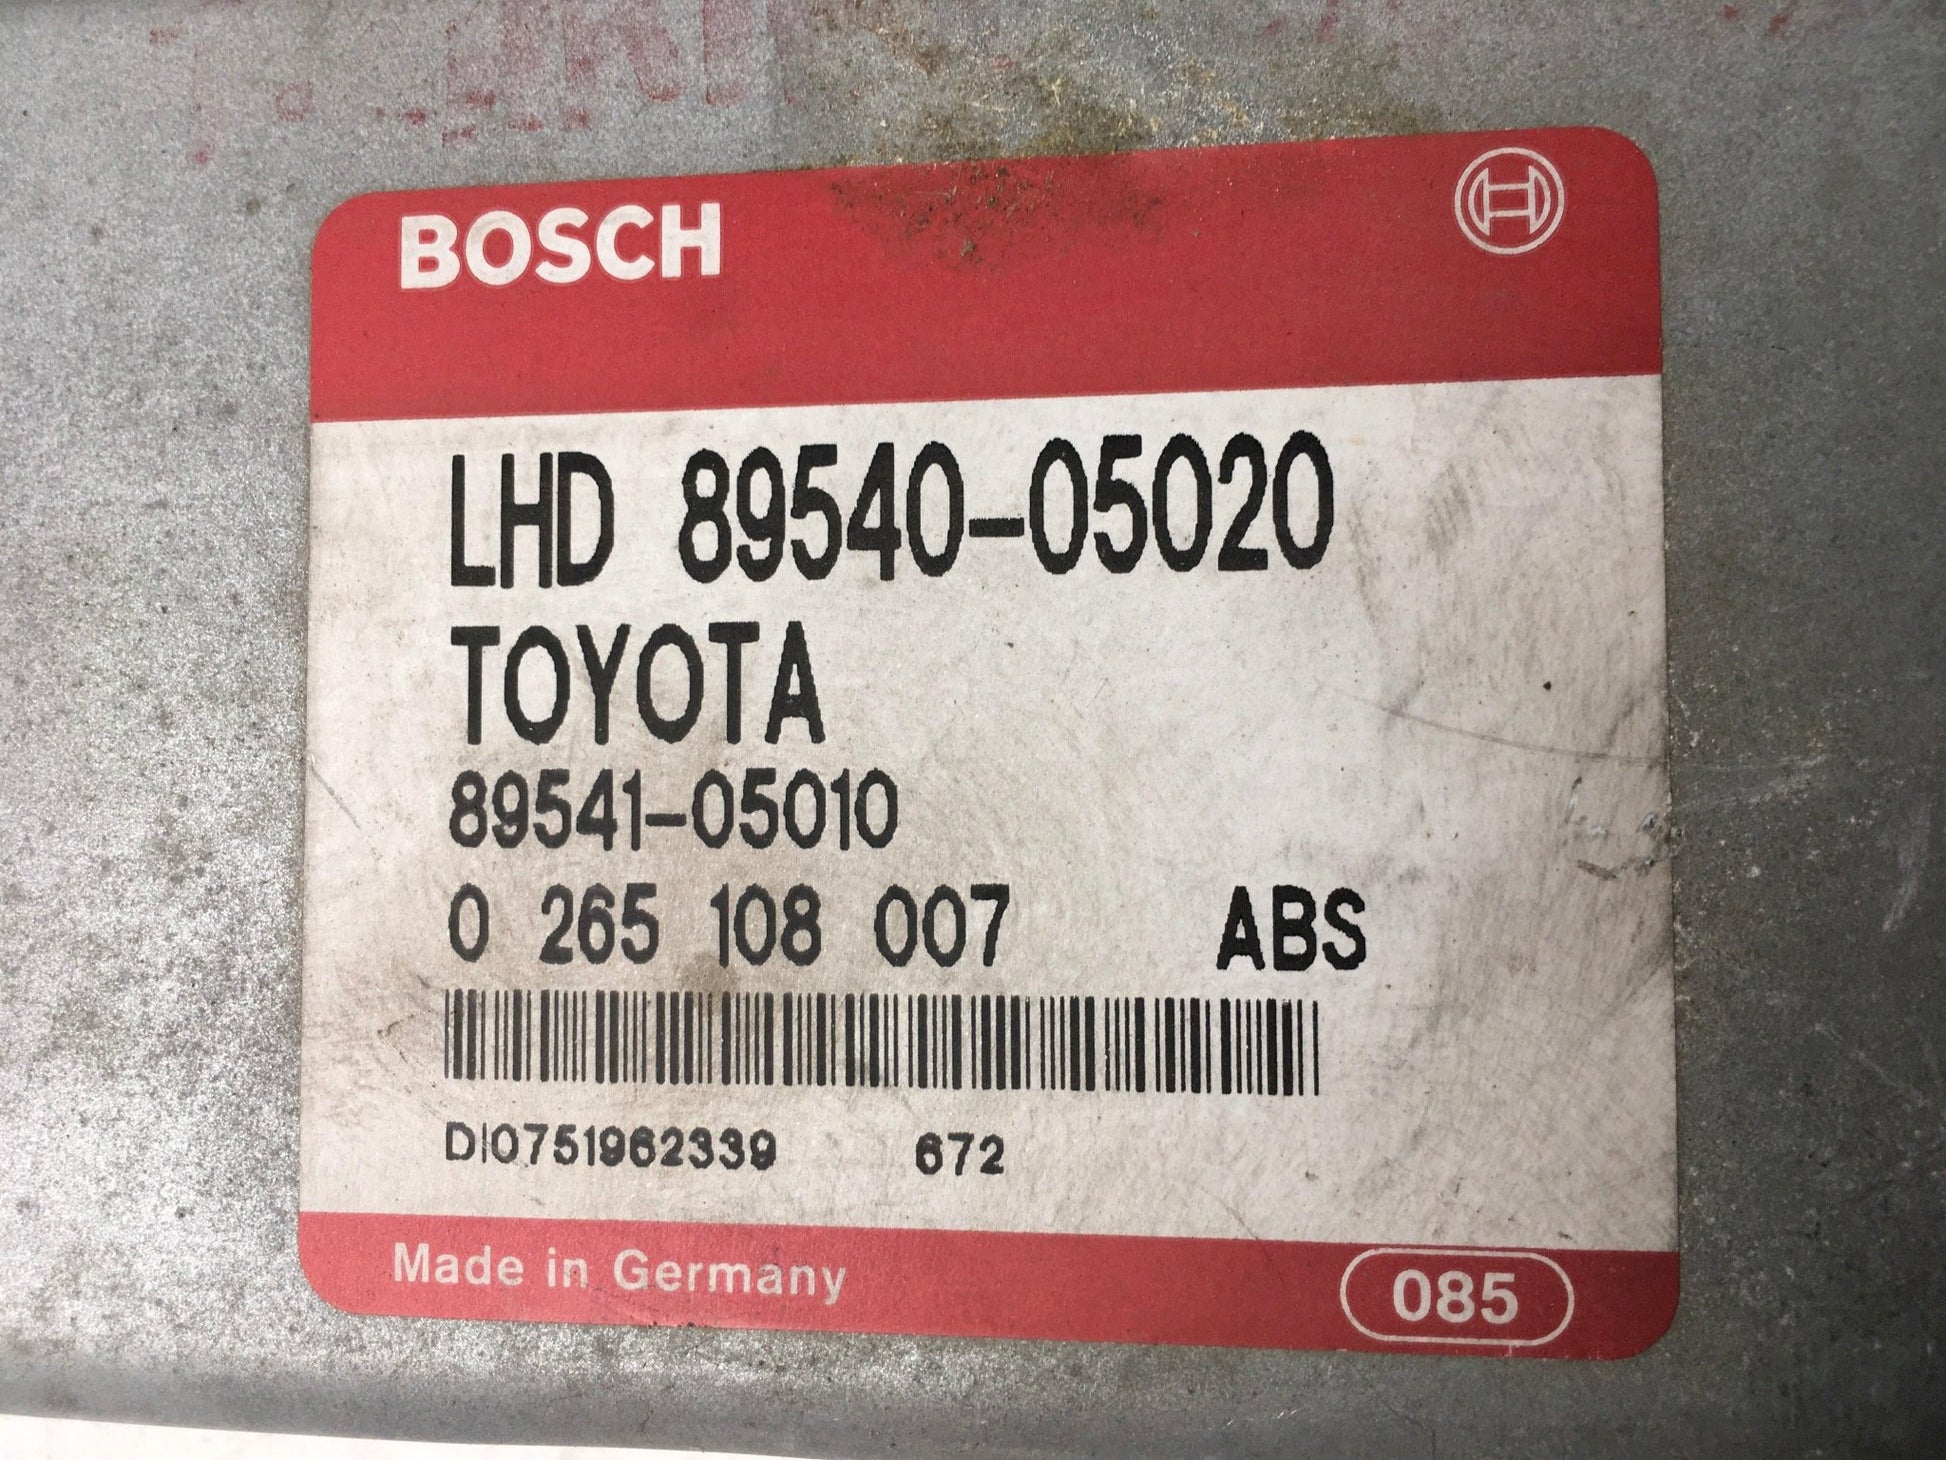 BOSCH
LHD 89540-05020
TOYOTA
89541-05010
0 265 108 007 ABS
DI0751962339 672
Made in Germany
085